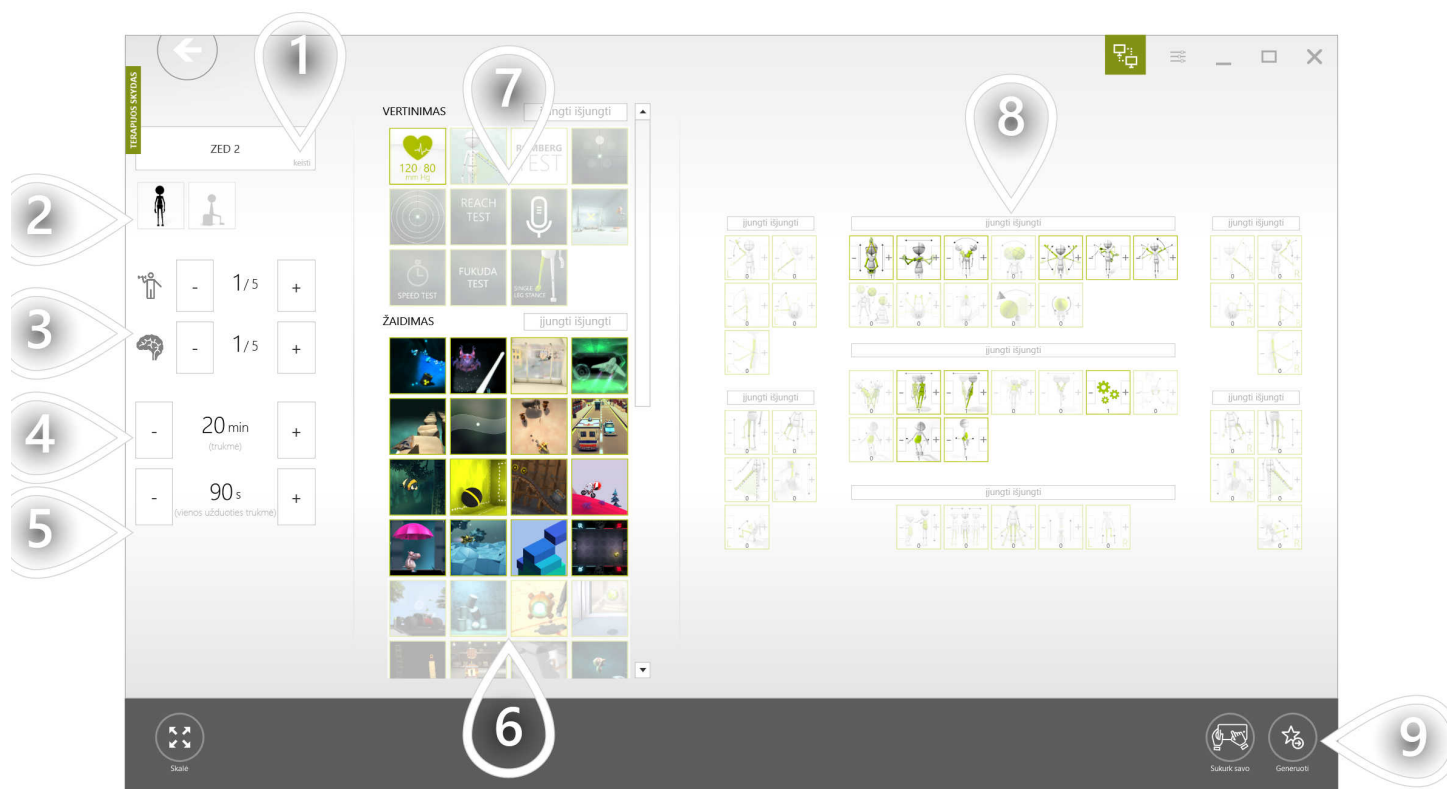 1
TERAPIJOS SKYDAS
ZED 2
keisti
2
1/5
- +
3
1/5
- +
4
- 20 min +
(trukmė)
5
- 90 s +
(vienos užduoties trukmė)
7
VERTINIMAS
įjungti išjungti
120 80
mm Hg
TEST
REACH
TEST
SPEED TEST
FUKUDA
TEST
SINGLE
LEG STANCE
ŽAIDIMAS
įjungti išjungti
6
8
įjungti išjungti
įjungti išjungti
įjungti išjungti
įjungti išjungti
įjungti išjungti
įjungti išjungti
įjungti išjungti
Skalė
Sukurk savo
Generuoti
9